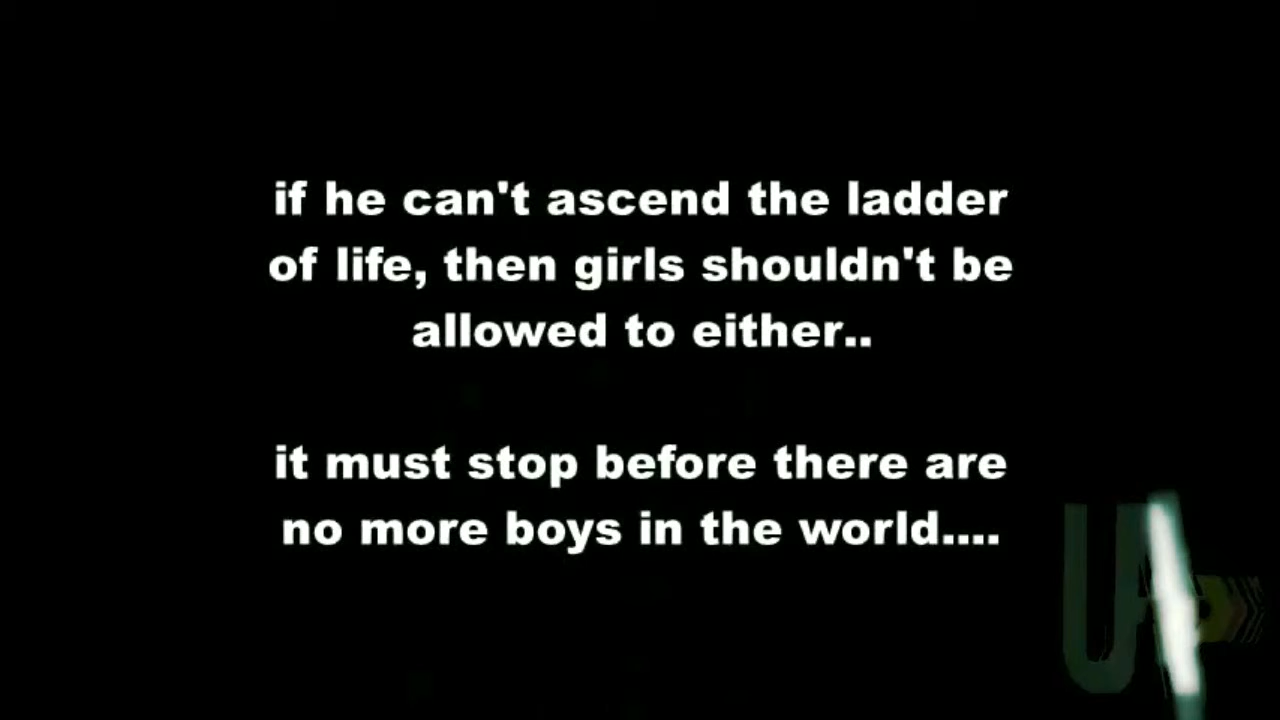 if he can't ascend the ladder
of life, then girls shouldn't be
allowed to either..
it must stop before there are
no more boys in the world....